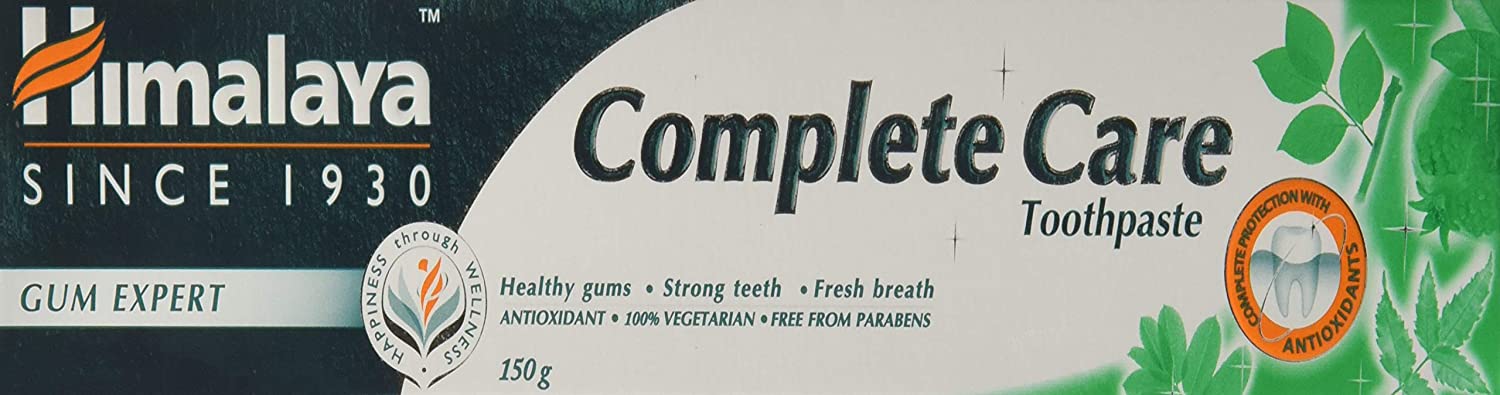 Himalaya™
SINCE 1930
GUM EXPERT
HAPPINESS through WELLNESS
Complete Care
Toothpaste
Healthy gums • Strong teeth • Fresh breath
ANTIOXIDANT • 100% VEGETARIAN • FREE FROM PARABENS
150 g
COMPLETE PROTECTION WITH
ANTIOXIDANTS